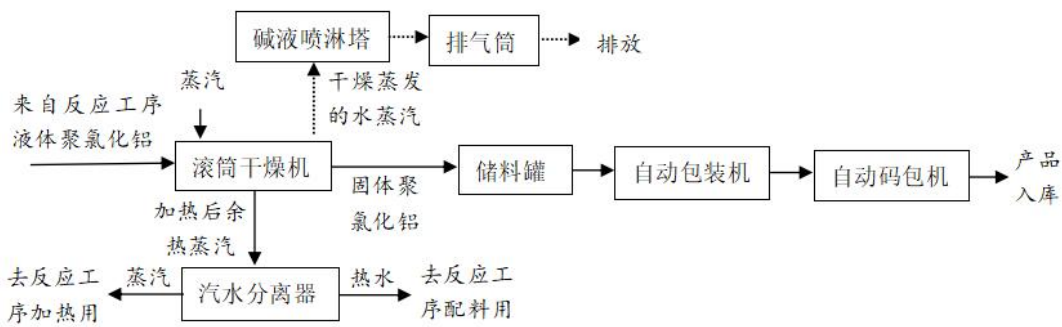 碱液喷淋塔
排气筒
排放
蒸汽
干燥蒸发
的水蒸汽
来自反应工序
液体聚氯化铝
滚筒干燥机
固体聚
氯化铝
储料罐
自动包装机
自动码包机
产品
入库
加热后余
热蒸汽
去反应工
序加热用
蒸汽
汽水分离器
热水
去反应工
序配料用